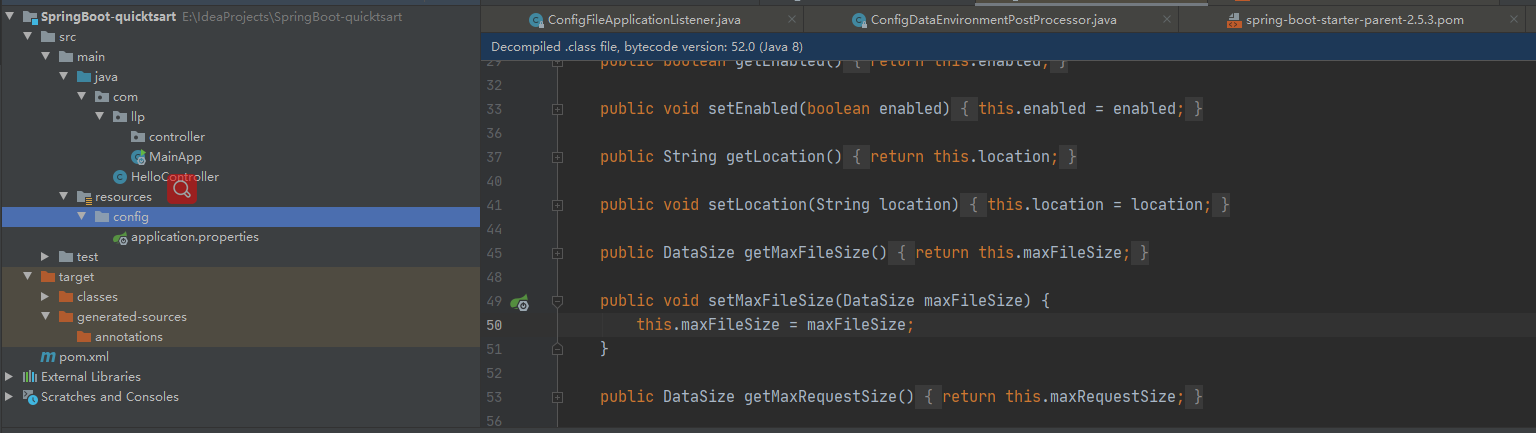 SpringBoot-quicktsart E:\IdeaProjects\SpringBoot-quicktsart
src
main
java
com
llp
controller
MainApp
HelloController
resources
config
application.properties
test
target
classes
generated-sources
annotations
pom.xml
External Libraries
Scratches and Consoles
ConfigFileApplicationListener.java
ConfigDataEnvironmentPostProcessor.java
spring-boot-starter-parent-2.5.3.pom
Decompiled .class file, bytecode version: 52.0 (Java 8)
29 public boolean getEnabled() { return this.enabled; }
32
33 public void setEnabled(boolean enabled) { this.enabled = enabled; }
36
37 public String getLocation() { return this.location; }
40
41 public void setLocation(String location) { this.location = location; }
44
45 public DataSize getMaxFileSize() { return this.maxFileSize; }
48
49 public void setMaxFileSize(DataSize maxFileSize) {
50 this.maxFileSize = maxFileSize;
51 }
52
53 public DataSize getMaxRequestSize() { return this.maxRequestSize; }
56